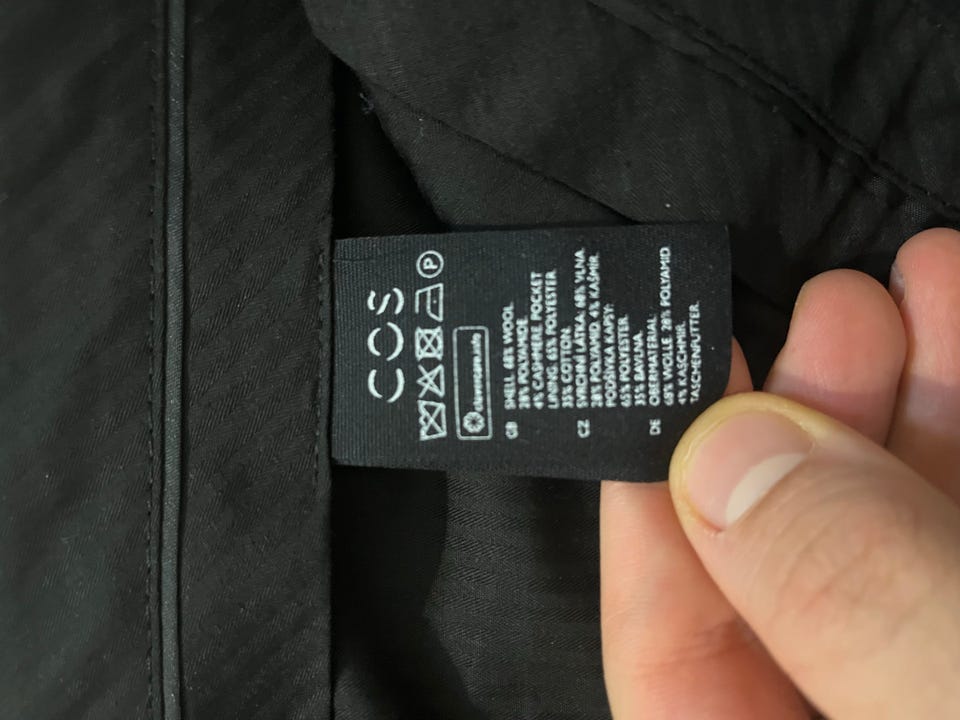 COS
P
clevercare.info
GB SHELL 68% WOOL.
28% POLYAMIDE.
4% CASHMERE POCKET
LINING. 65% POLYESTER.
35% COTTON.
CZ SVRCHNÍ LÁTKA: 68% VLNA.
28% POLYAMID. 4% KAŠMÍR.
PODŠÍVKA KAPSY:
65% POLYESTER.
35% BAVLNA.
DE OBERMATERIAL:
68% WOLLE. 28% POLYAMID
4% KASCHMIR.
TASCHENFUTTER.